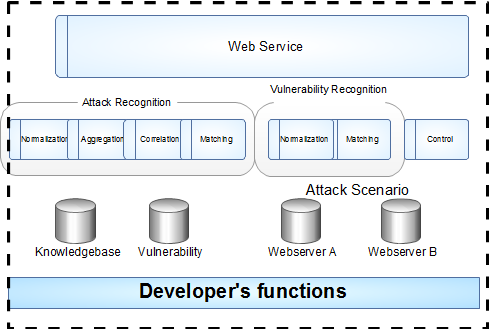 Web Service
Vulnerability Recognition
Attack Recognition
Normalization Aggregation Correlation Matching Normalization Matching Control
Attack Scenario
Knowledgebase Vulnerability Webserver A Webserver B
Developer's functions